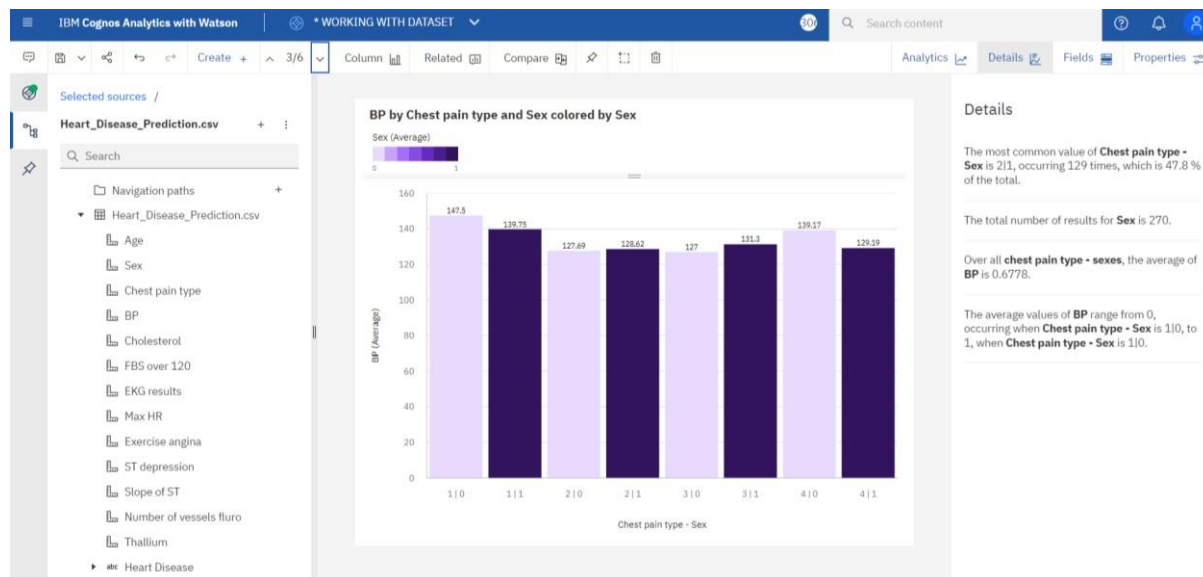 IBM Cognos Analytics with Watson
* WORKING WITH DATASET
Search content
Create +
3/6
Column
Related
Compare
Analytics
Details
Fields
Properties
Selected sources /
Heart_Disease_Prediction.csv
Search
Navigation paths
Heart_Disease_Prediction.csv
Age
Sex
Chest pain type
BP
Cholesterol
FBS over 120
EKG results
Max HR
Exercise angina
ST depression
Slope of ST
Number of vessels fluro
Thallium
abc Heart Disease
BP by Chest pain type and Sex colored by Sex
Sex (Average)
0 1
BP (Average)
160
140
120
100
80
60
40
20
0
147.5
139.75
127.69
128.62
127
131.3
139.17
129.19
1|0 1|1 2|0 2|1 3|0 3|1 4|0 4|1
Chest pain type - Sex
Details
The most common value of Chest pain type -
Sex is 2|1, occurring 129 times, which is 47.8 %
of the total.
The total number of results for Sex is 270.
Over all chest pain type - sexes, the average of
BP is 0.6778.
The average values of BP range from 0,
occurring when Chest pain type - Sex is 1|0, to
1, when Chest pain type - Sex is 1|0.